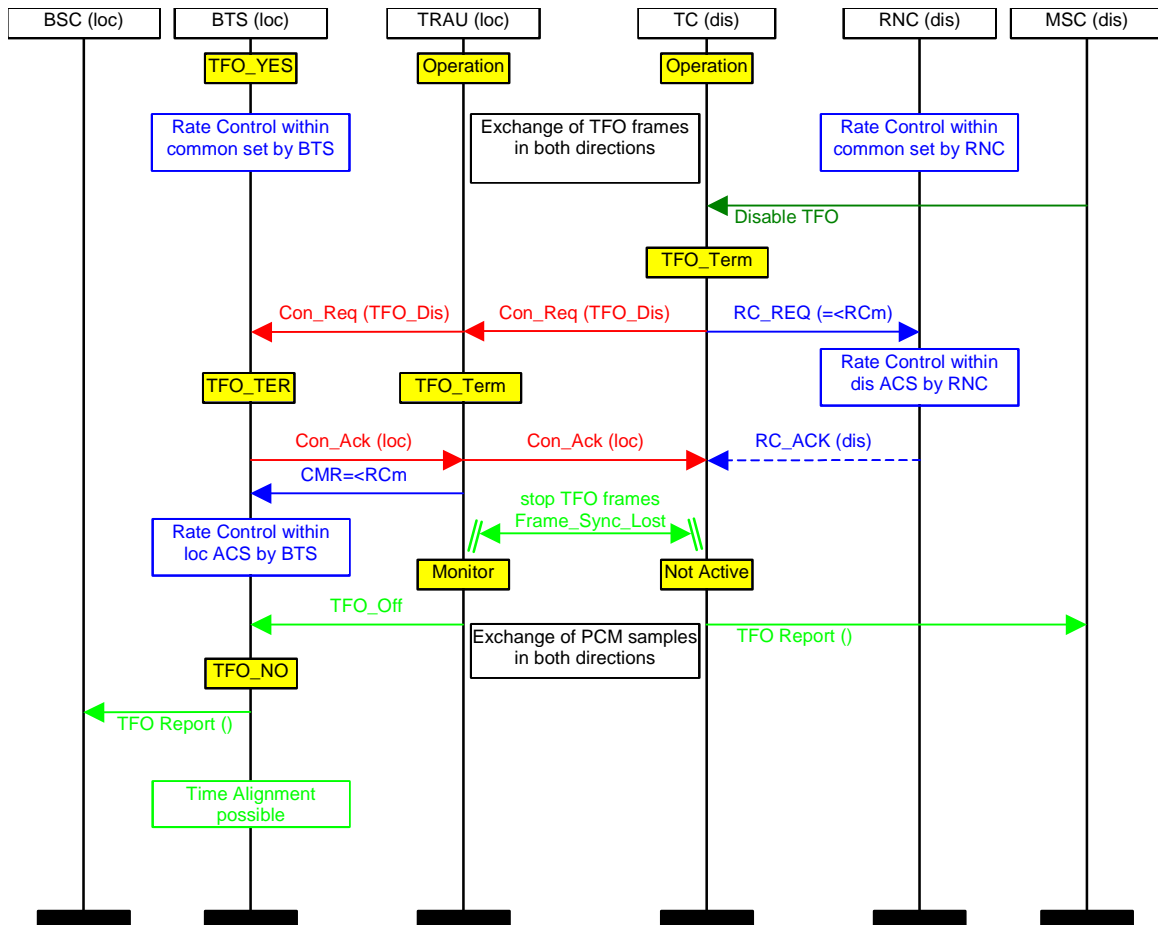 BSC (loc)
BTS (loc)
TRAU (loc)
TC (dis)
RNC (dis)
MSC (dis)
TFO_YES
Operation
Operation
Rate Control within
common set by BTS
Exchange of TFO frames
in both directions
Rate Control within
common set by RNC
Disable TFO
TFO_Term
Con_Req (TFO_Dis)
Con_Req (TFO_Dis)
RC_REQ (=<RCm)
Rate Control within
dis ACS by RNC
TFO_TER
TFO_Term
Con_Ack (loc)
Con_Ack (loc)
RC_ACK (dis)
CMR=<RCm
stop TFO frames
Frame_Sync_Lost
Rate Control within
loc ACS by BTS
Monitor
Not Active
TFO_Off
Exchange of PCM samples
in both directions
TFO Report ()
TFO_NO
TFO Report ()
Time Alignment
possible